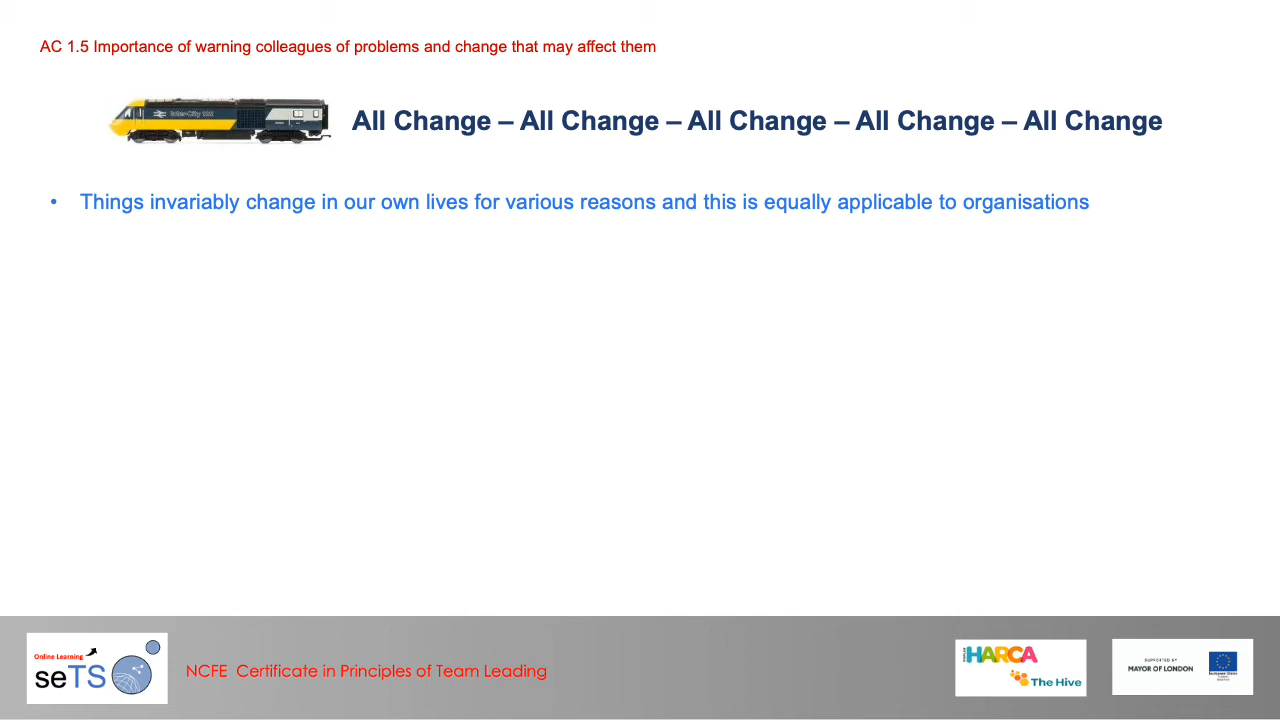 AC 1.5 Importance of warning colleagues of problems and change that may affect them
All Change – All Change – All Change – All Change – All Change
• Things invariably change in our own lives for various reasons and this is equally applicable to organisations
Online Learning
seTS
NCFE Certificate in Principles of Team Leading
HARCA
The Hive
SUPPORTED BY
MAYOR OF LONDON